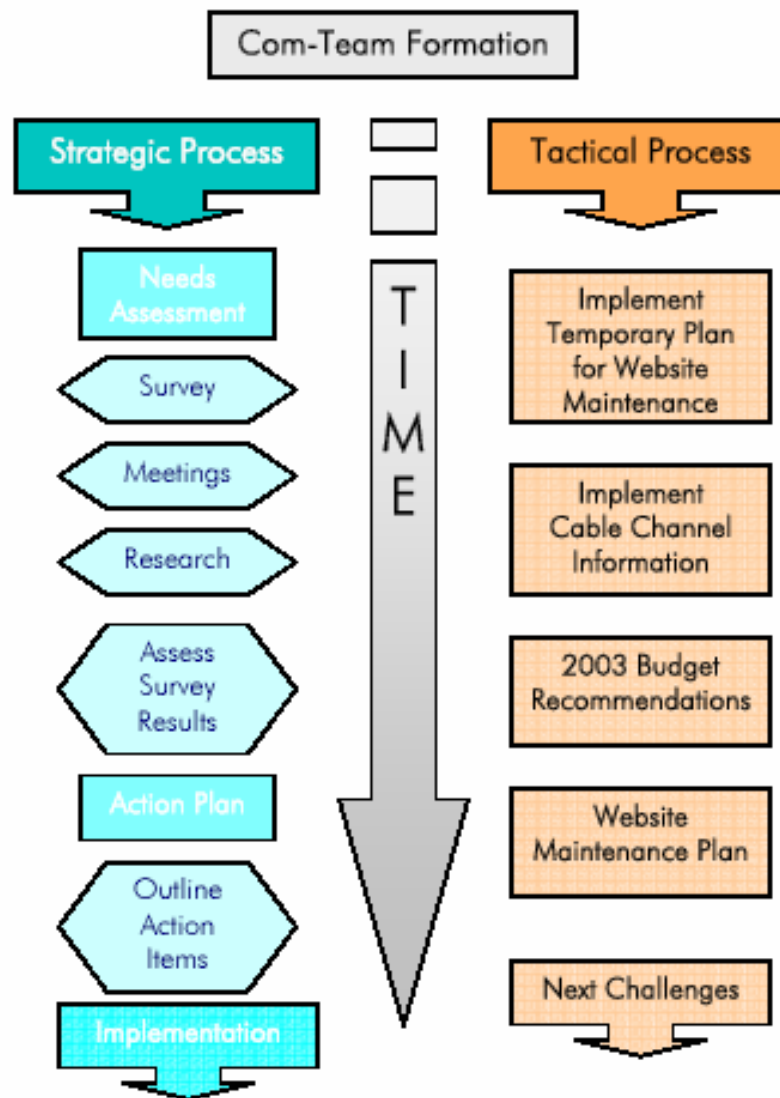 Com-Team Formation
Strategic Process
Needs
Assessment
Survey
Meetings
Research
Assess
Survey
Results
Action Plan
Outline
Action
Items
Implementation
T
I
M
E
Tactical Process
Implement
Temporary Plan
for Website
Maintenance
Implement
Cable Channel
Information
2003 Budget
Recommendations
Website
Maintenance Plan
Next Challenges